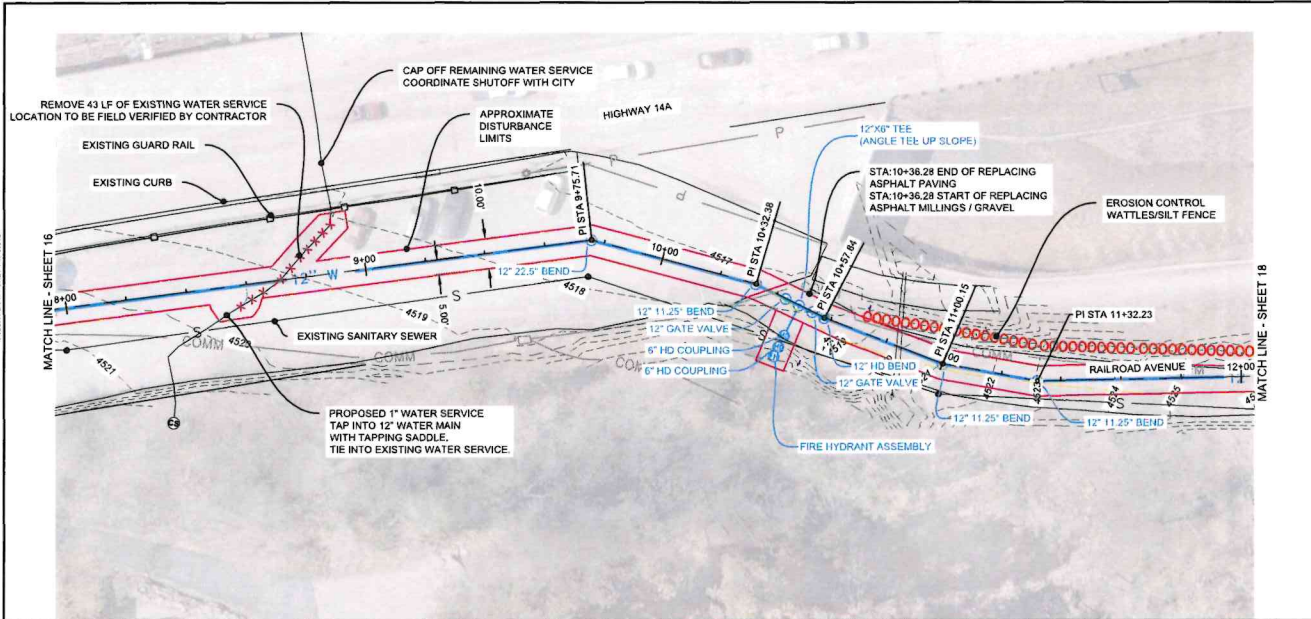 CAP OFF REMAINING WATER SERVICE
COORDINATE SHUTOFF WITH CITY
REMOVE 43 LF OF EXISTING WATER SERVICE
LOCATION TO BE FIELD VERIFIED BY CONTRACTOR
APPROXIMATE
DISTURBANCE
LIMITS
HIGHWAY 14A
EXISTING GUARD RAIL
EXISTING CURB
P
P
d
12"X6" TEE
(ANGLE TEE UP SLOPE)
STA:10+36.28 END OF REPLACING
ASPHALT PAVING
STA:10+36.28 START OF REPLACING
ASPHALT MILLINGS / GRAVEL
EROSION CONTROL
WATTLES/SILT FENCE
MATCH LINE - SHEET 16
MATCH LINE - SHEET 18
10.00'
5.00'
PI STA 9+75.71
PI STA 10+32.38
PI STA 10+57.84
PI STA 11+00.15
PI STA 11+32.23
8+00
12" W
9+00
10+00
12+00
12" 22.5° BEND
4517
4518
4519
4520
4521
S
S
S
COMM
COMM
COMM
COMM
EXISTING SANITARY SEWER
12" 11.25° BEND
12" GATE VALVE
6" HD COUPLING
6" HD COUPLING
4519
12" HD BEND
12" GATE VALVE
RAILROAD AVENUE
4522
4523
4524
4525
S
12" 11.25° BEND
12" 11.25° BEND
FIRE HYDRANT ASSEMBLY
PROPOSED 1" WATER SERVICE
TAP INTO 12" WATER MAIN
WITH TAPPING SADDLE.
TIE INTO EXISTING WATER SERVICE.